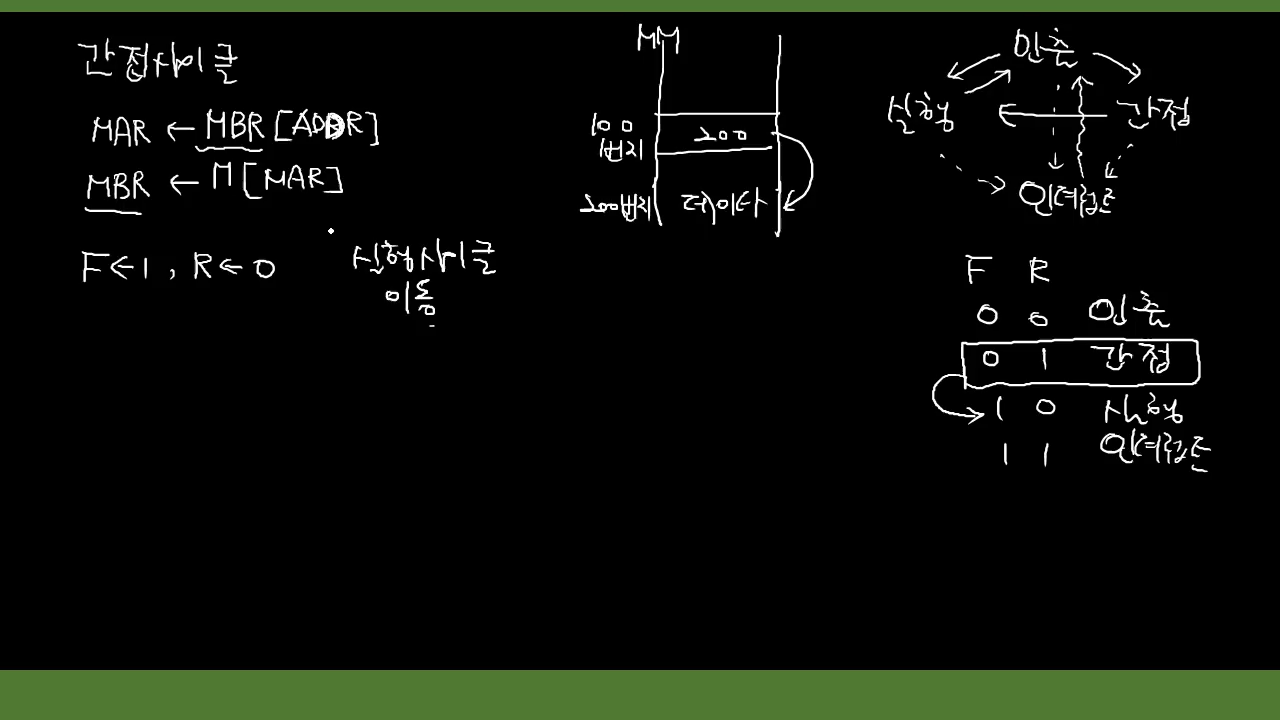 간접사이클
MAR ← MBR [ADDR]
MBR ← M [MAR]
F ← 1, R ← 0
실행사이클
이동
MM
100
번지
200
200번지
데이타
인출
실행
간접
인터럽트
F R
0 0 인출
0 1 간접
1 0 실행
1 1 인터럽트